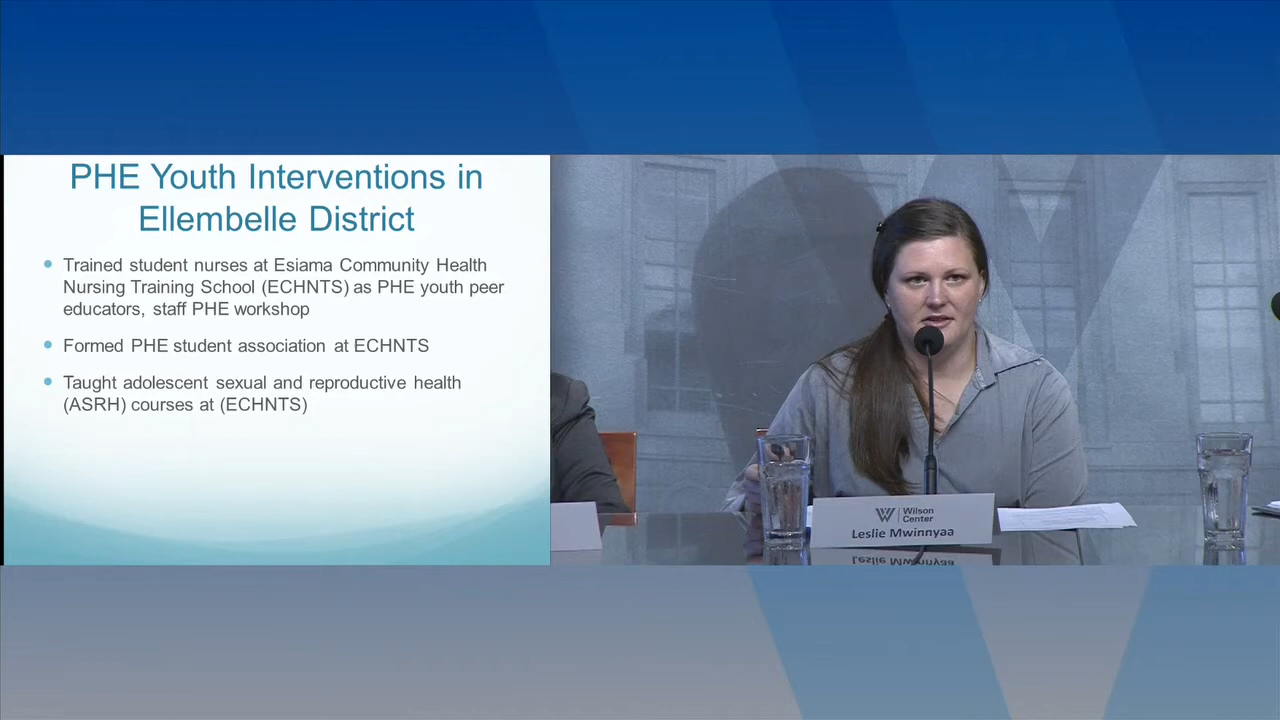 PHE Youth Interventions in
Ellembelle District
Trained student nurses at Esiama Community Health
Nursing Training School (ECHNTS) as PHE youth peer
educators, staff PHE workshop
Formed PHE student association at ECHNTS
Taught adolescent sexual and reproductive health
(ASRH) courses at (ECHNTS)
Wilson
Center
Leslie Mwinnyaa